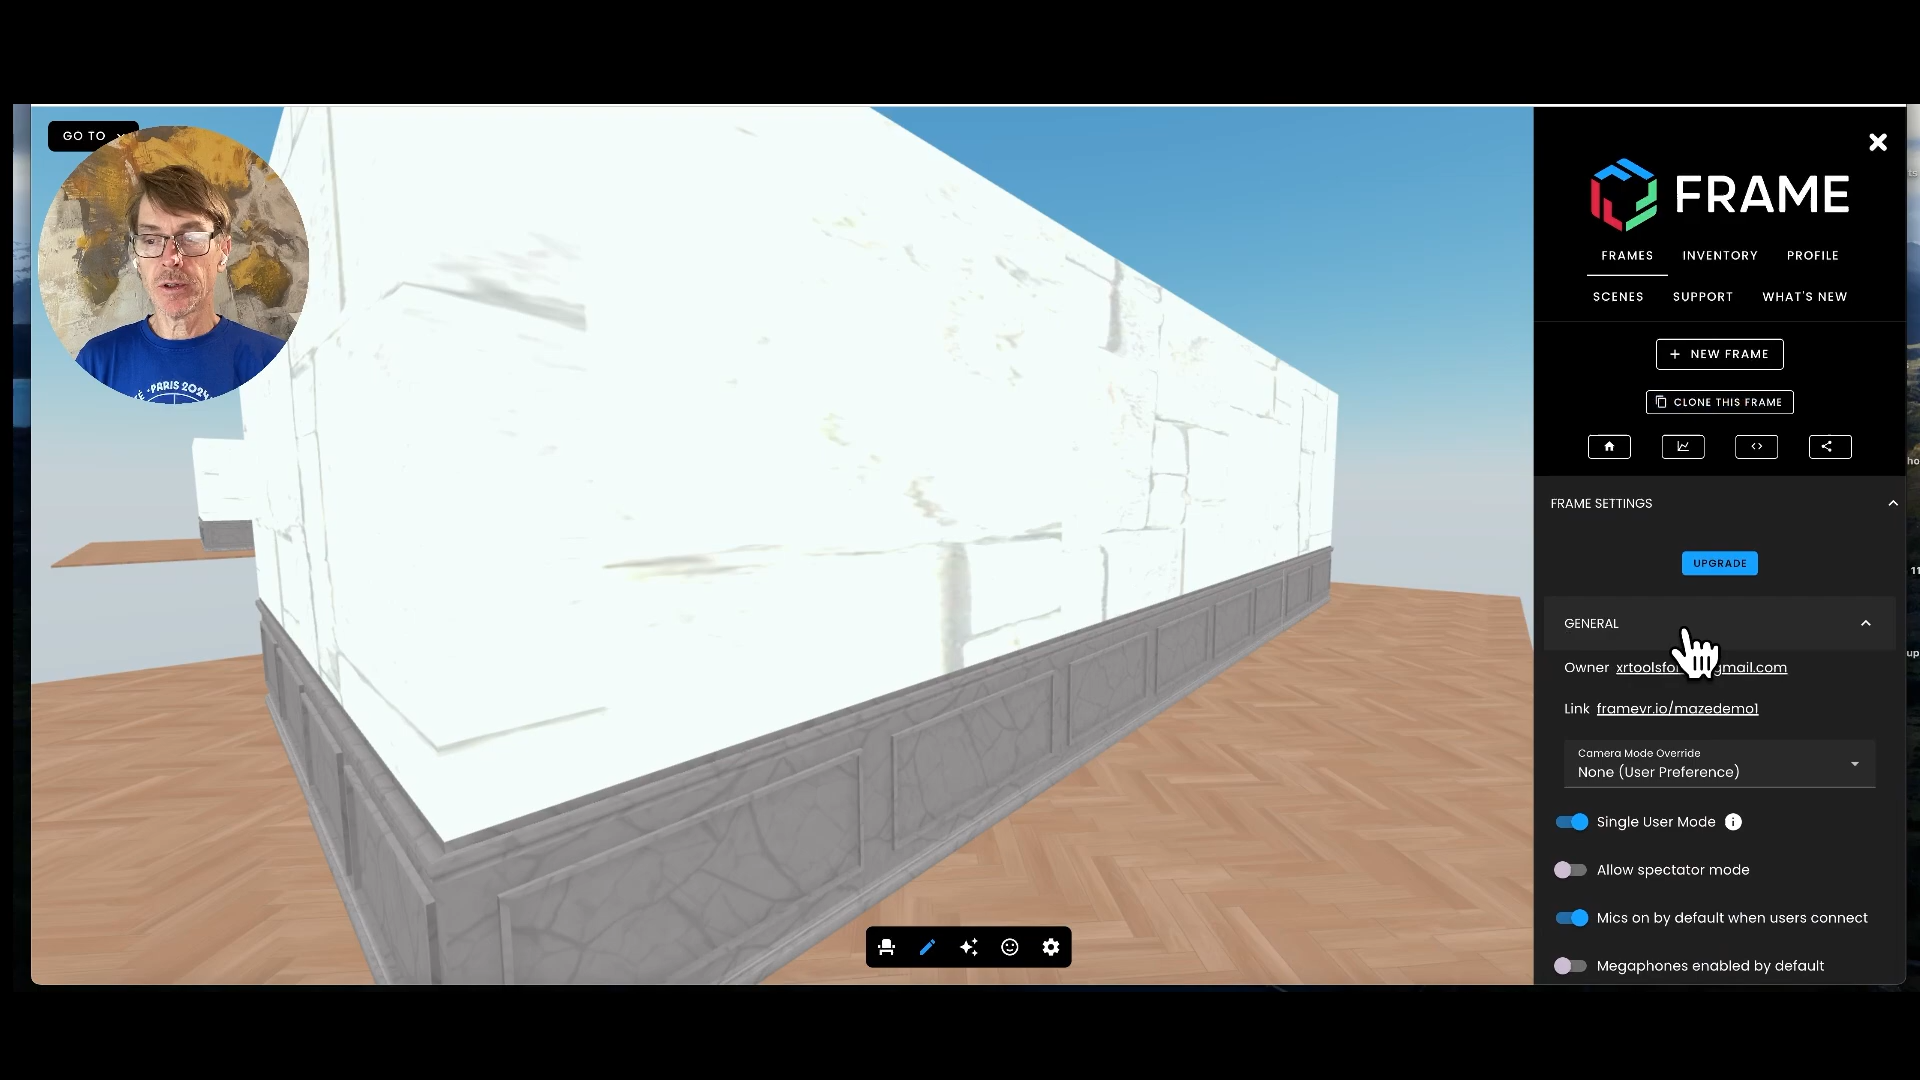 GO TO
PARIS 2024
FRAME
FRAMES INVENTORY PROFILE
SCENES SUPPORT WHAT'S NEW
+ NEW FRAME
CLONE THIS FRAME
FRAME SETTINGS
UPGRADE
GENERAL
Owner
Link framevr.io/mazedemo1
Camera Mode Override
None (User Preference)
Single User Mode
Allow spectator mode
Mics on by default when users connect
Megaphones enabled by default